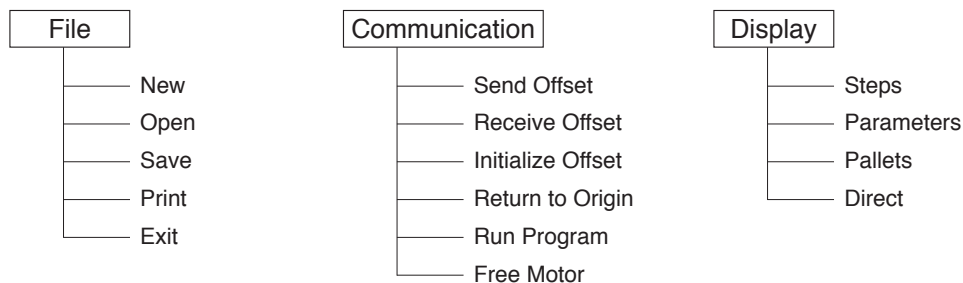 File
New
Open
Save
Print
Exit
Communication
Send Offset
Receive Offset
Initialize Offset
Return to Origin
Run Program
Free Motor
Display
Steps
Parameters
Pallets
Direct